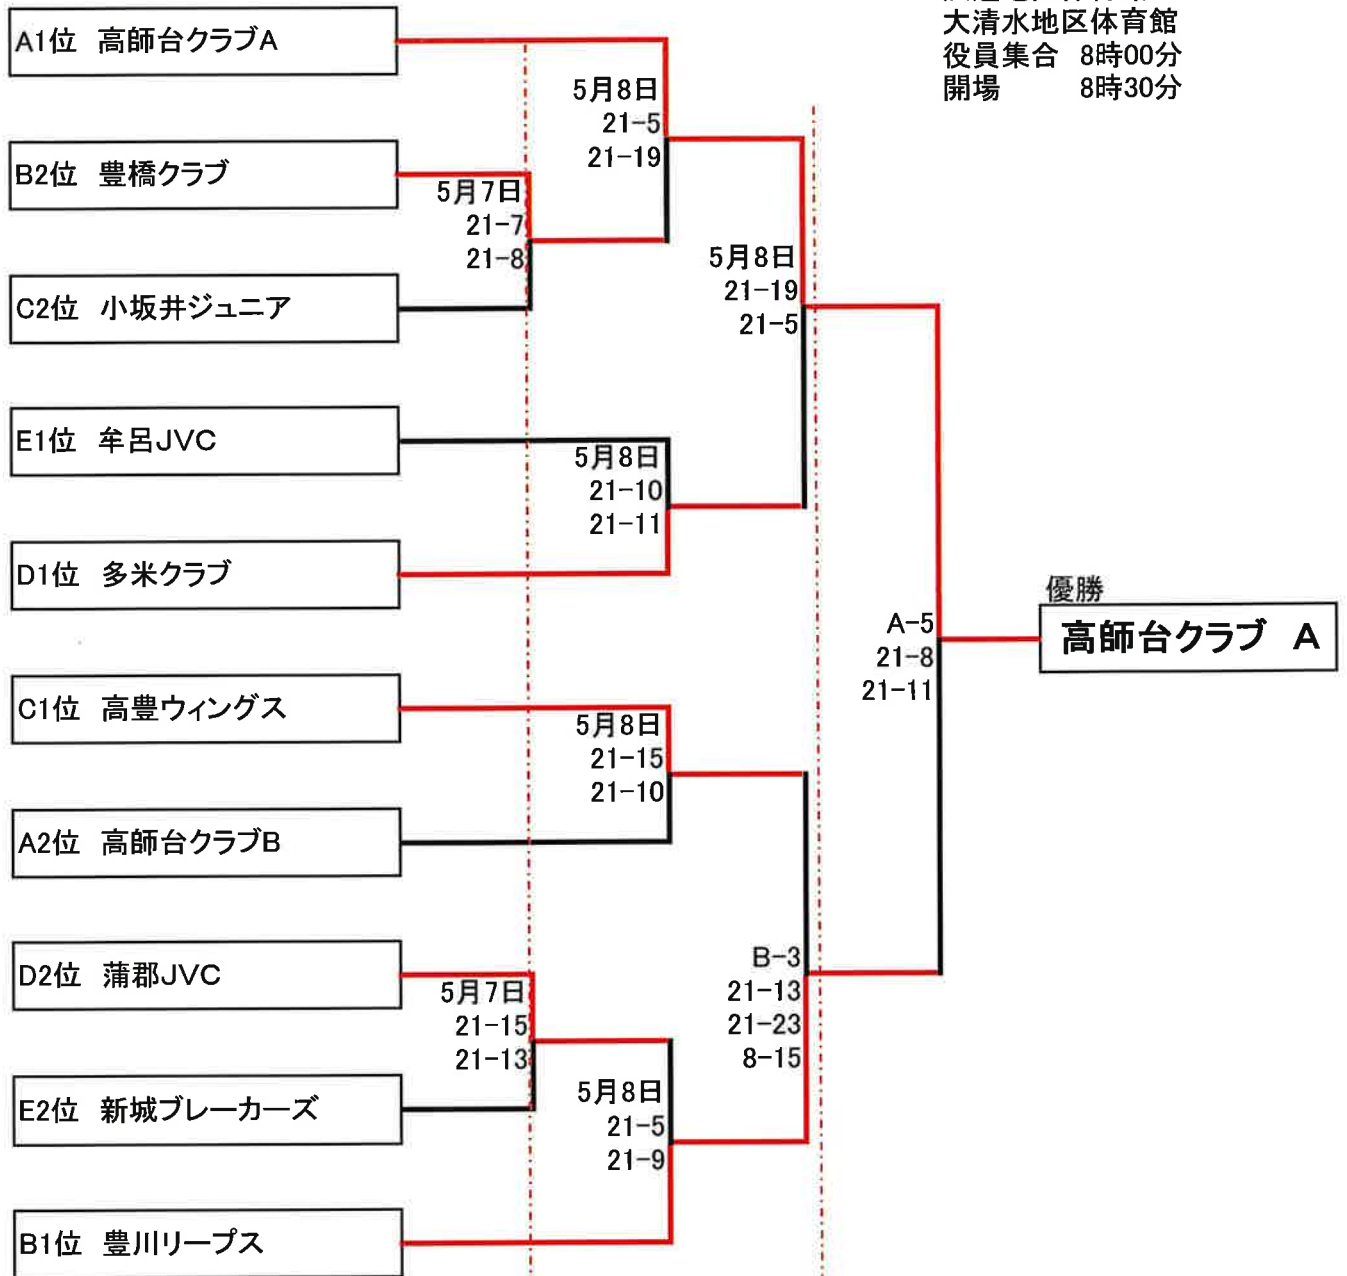 大清水地区体育館
役員集合 8時00分
開場 8時30分
A1位 高師台クラブA
5月8日
21-5
21-19
B2位 豊橋クラブ
5月7日
21-7
21-8
C2位 小坂井ジュニア
5月8日
21-19
21-5
E1位 牟呂JVC
5月8日
21-10
21-11
D1位 多米クラブ
優勝
高師台クラブ A
A-5
21-8
21-11
C1位 高豊ウィングス
5月8日
21-15
21-10
A2位 高師台クラブB
D2位 蒲郡JVC
5月7日
21-15
21-13
B-3
21-13
21-23
8-15
E2位 新城ブレーカーズ
5月8日
21-5
21-9
B1位 豊川リープス